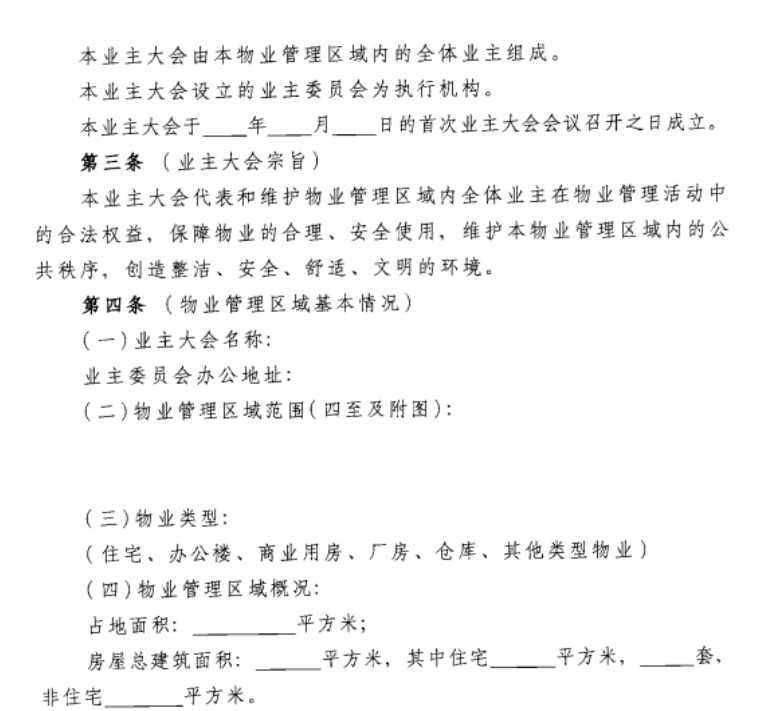 本业主大会由本物业管理区域内的全体业主组成。
本业主大会设立的业主委员会为执行机构。
本业主大会于____年____月____日的首次业主大会会议召开之日成立。
第三条 （业主大会宗旨）
本业主大会代表和维护物业管理区域内全体业主在物业管理活动中
的合法权益，保障物业的合理、安全使用，维护本物业管理区域内的公
共秩序，创造整洁、安全、舒适、文明的环境。
第四条 （物业管理区域基本情况）
(一)业主大会名称：
业主委员会办公地址：
(二)物业管理区域范围(四至及附图)：
(三)物业类型：
(住宅、办公楼、商业用房、厂房、仓库、其他类型物业)
(四)物业管理区域概况：
占地面积：_________平方米；
房屋总建筑面积：______平方米，其中住宅______平方米，_____套，
非住宅_______平方米。